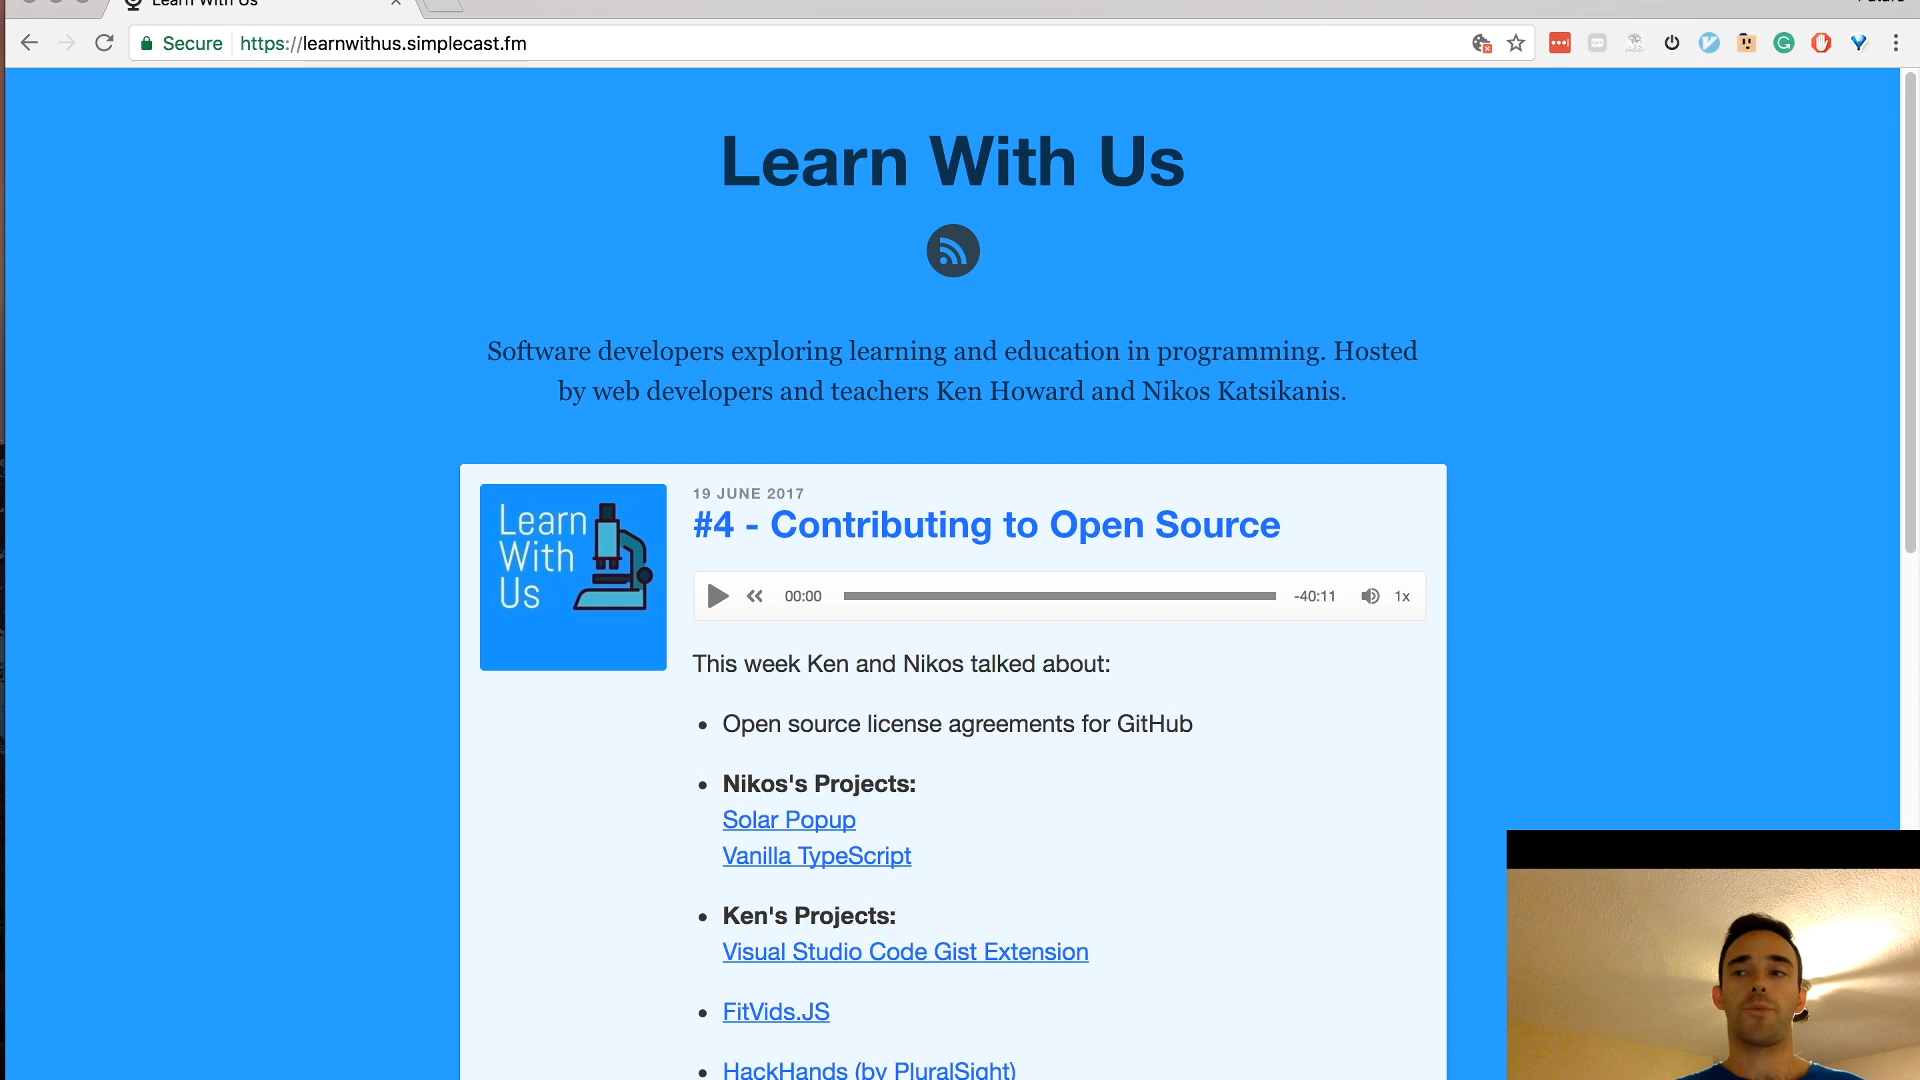 Learn With Us
Secure https://learnwithus.simplecast.fm
Learn With Us
Software developers exploring learning and education in programming. Hosted
by web developers and teachers Ken Howard and Nikos Katsikanis.
Learn
With
Us
19 JUNE 2017
#4 - Contributing to Open Source
00:00 -40:11 1x
This week Ken and Nikos talked about:
• Open source license agreements for GitHub
• Nikos's Projects:
Solar Popup
Vanilla TypeScript
• Ken's Projects:
Visual Studio Code Gist Extension
• FitVids.JS
• HackHands (by PluralSight)